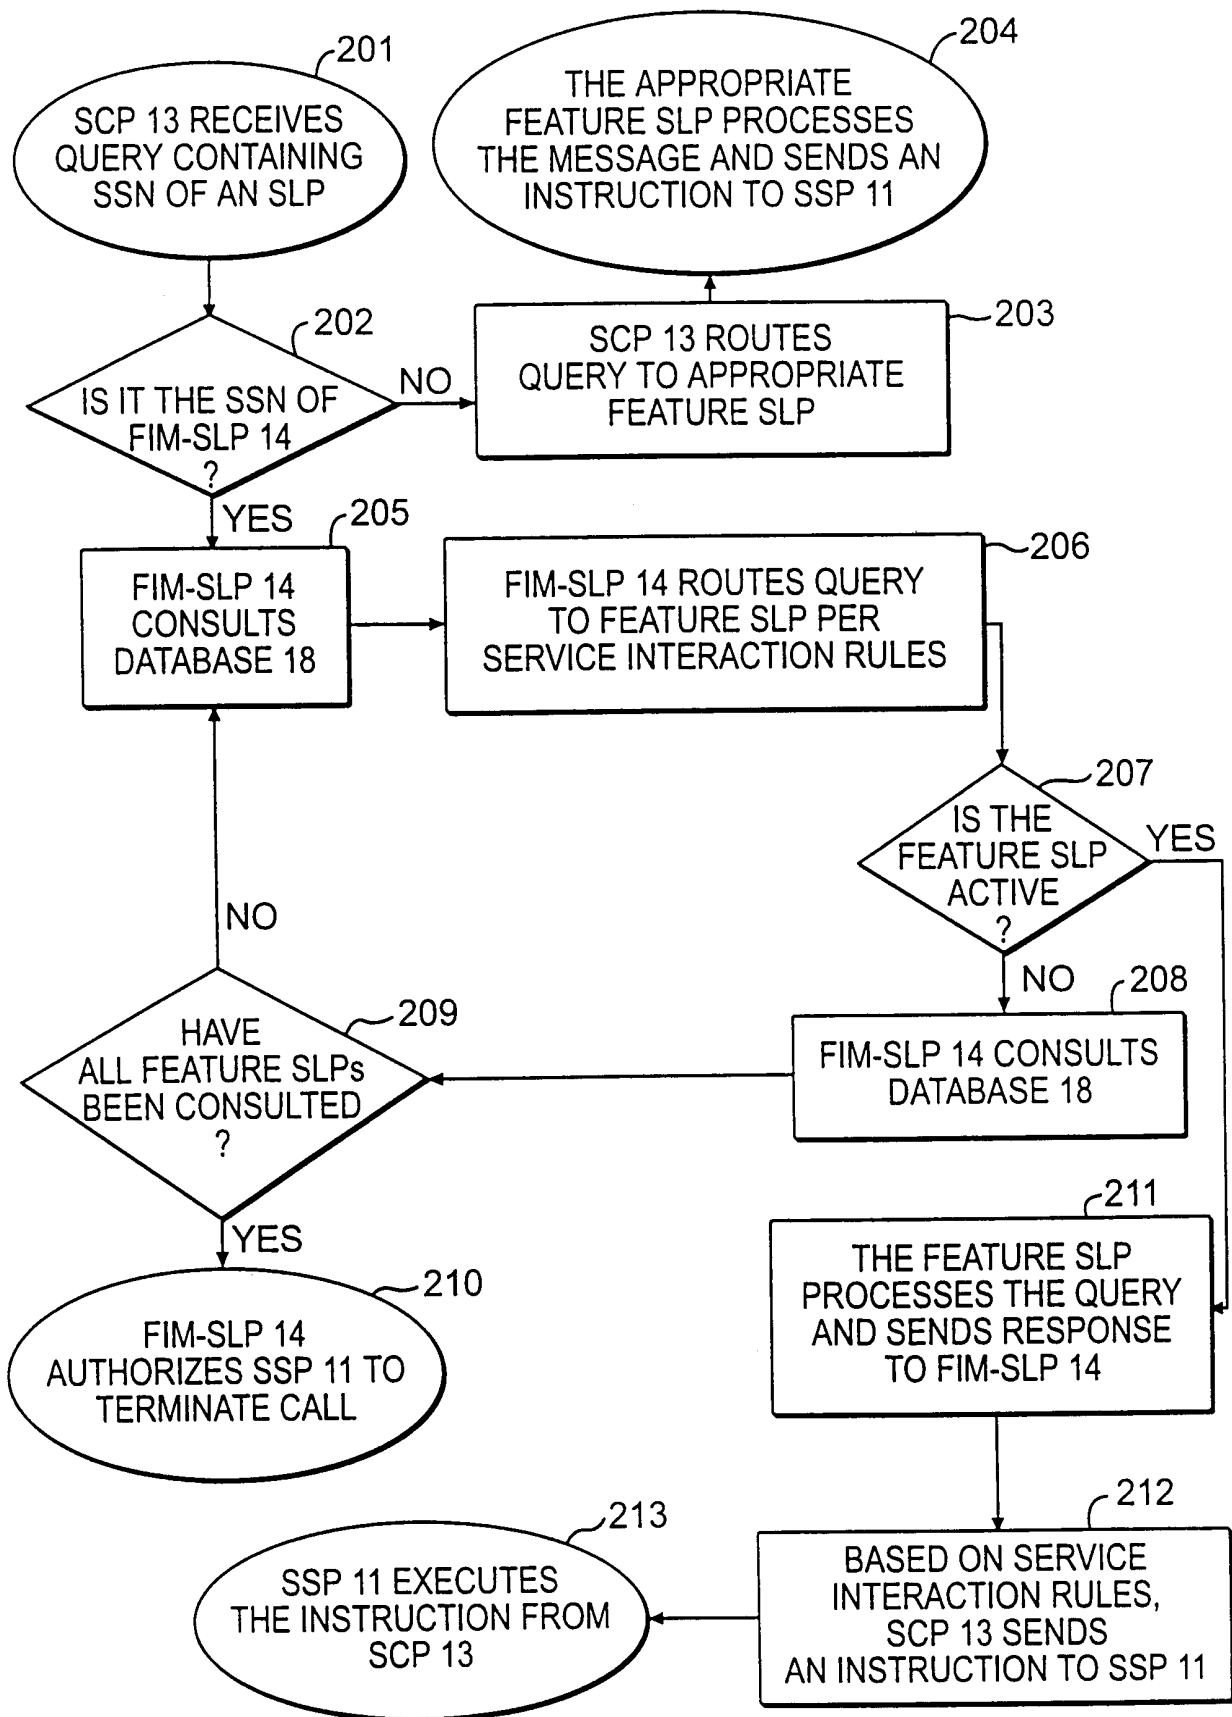 201
SCP 13 RECEIVES
QUERY CONTAINING
SSN OF AN SLP
204
THE APPROPRIATE
FEATURE SLP PROCESSES
THE MESSAGE AND SENDS AN
INSTRUCTION TO SSP 11
202
IS IT THE SSN OF
FIM-SLP 14
?
NO
203
SCP 13 ROUTES
QUERY TO APPROPRIATE
FEATURE SLP
YES
205
FIM-SLP 14
CONSULTS
DATABASE 18
206
FIM-SLP 14 ROUTES QUERY
TO FEATURE SLP PER
SERVICE INTERACTION RULES
207
IS THE
FEATURE SLP
ACTIVE
?
YES
NO
208
FIM-SLP 14 CONSULTS
DATABASE 18
NO
209
HAVE
ALL FEATURE SLPs
BEEN CONSULTED
?
YES
210
FIM-SLP 14
AUTHORIZES SSP 11 TO
TERMINATE CALL
211
THE FEATURE SLP
PROCESSES THE QUERY
AND SENDS RESPONSE
TO FIM-SLP 14
212
BASED ON SERVICE
INTERACTION RULES,
SCP 13 SENDS
AN INSTRUCTION TO SSP 11
213
SSP 11 EXECUTES
THE INSTRUCTION FROM
SCP 13